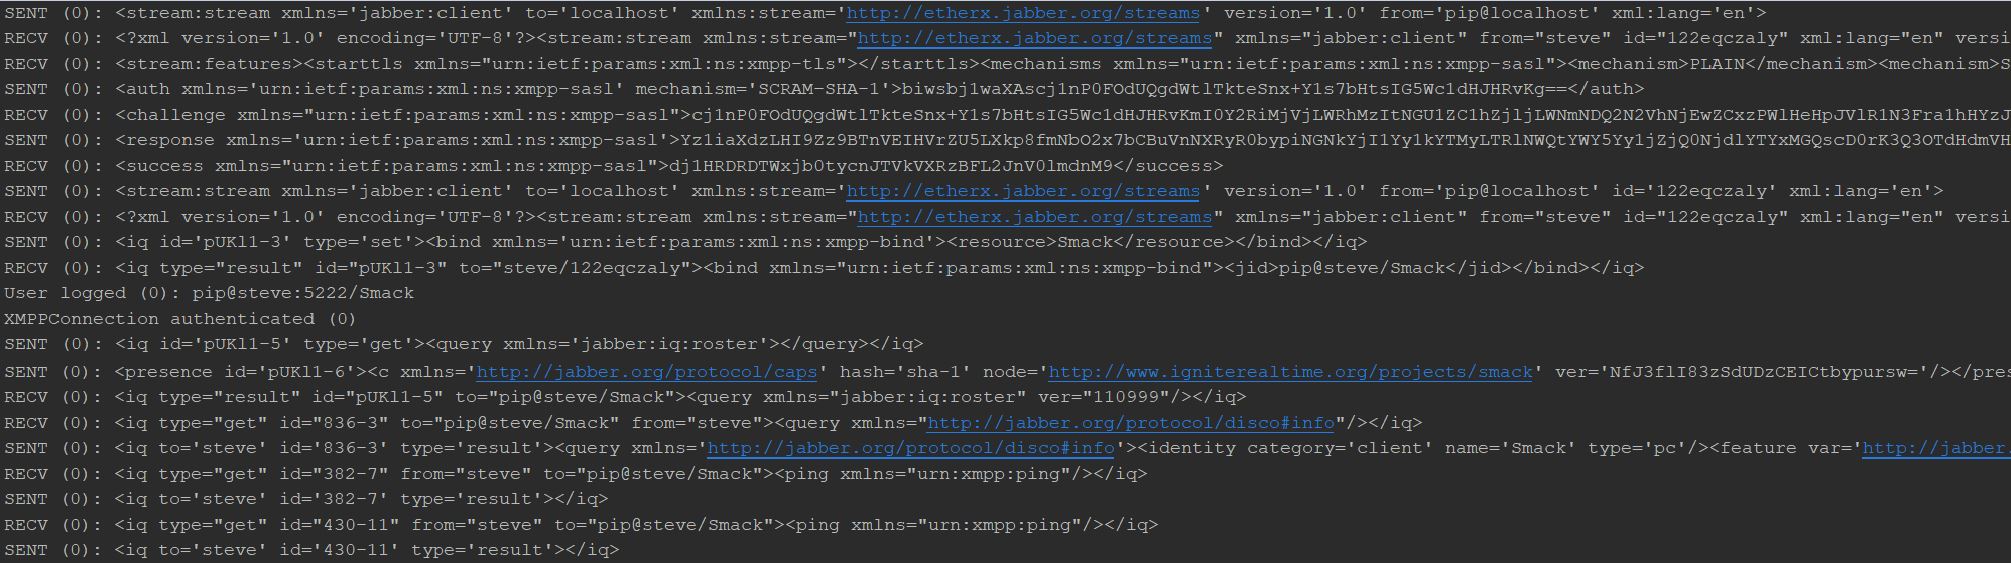 SENT (0): <stream:stream xmlns='jabber:client' to='localhost' xmlns:stream='http://etherx.jabber.org/streams' version='1.0' from='pip@localhost' xml:lang='en'>
RECV (0): <?xml version='1.0' encoding='UTF-8'?><stream:stream xmlns:stream="http://etherx.jabber.org/streams" xmlns="jabber:client" from="steve" id="122eqczaly" xml:lang="en" versi
RECV (0): <stream:features><starttls xmlns="urn:ietf:params:xml:ns:xmpp-tls"></starttls><mechanisms xmlns="urn:ietf:params:xml:ns:xmpp-sasl"><mechanism>PLAIN</mechanism><mechanism>S
SENT (0): <auth xmlns='urn:ietf:params:xml:ns:xmpp-sasl' mechanism='SCRAM-SHA-1'>biwsbj1waXAscj1nP0FOdUQgdWtlTkteSnx+Y1s7bHtsIG5Wc1dHJHRvKg==</auth>
RECV (0): <challenge xmlns="urn:ietf:params:xml:ns:xmpp-sasl">cj1nP0FOdUQgdWtlTkteSnx+Y1s7bHtsIG5Wc1dHJHRvKmI0Y2RiMjVjLWRhMzItNGU1ZC1hZjljLWNmNDQ2N2VhNjEwZCxzPWlHeHpJVlR1N3Fra1hHYzJ
SENT (0): <response xmlns='urn:ietf:params:xml:ns:xmpp-sasl'>Yz1iaXdzLHI9Zz9BTnVEIHVrZU5LXkp8fmNbO2x7bCBuVnNXRyR0bypiNGNkYjI1Yy1kYTMyLTRlNWQtYWY5Yy1jZjQ0NjdlYTYxMGQscD0rK3Q3OTdHdmVH
RECV (0): <success xmlns="urn:ietf:params:xml:ns:xmpp-sasl">dj1HRDRDTWxjb0tycnJTVkVXRzBFL2JnV0lmdnM9</success>
SENT (0): <stream:stream xmlns='jabber:client' to='localhost' xmlns:stream='http://etherx.jabber.org/streams' version='1.0' from='pip@localhost' id='122eqczaly' xml:lang='en'>
RECV (0): <?xml version='1.0' encoding='UTF-8'?><stream:stream xmlns:stream="http://etherx.jabber.org/streams" xmlns="jabber:client" from="steve" id="122eqczaly" xml:lang="en" versi
SENT (0): <iq id='pUKl1-3' type='set'><bind xmlns='urn:ietf:params:xml:ns:xmpp-bind'><resource>Smack</resource></bind></iq>
RECV (0): <iq type="result" id="pUKl1-3" to="steve/122eqczaly"><bind xmlns="urn:ietf:params:xml:ns:xmpp-bind"><jid>pip@steve/Smack</jid></bind></iq>
User logged (0): pip@steve:5222/Smack
XMPPConnection authenticated (0)
SENT (0): <iq id='pUKl1-5' type='get'><query xmlns='jabber:iq:roster'></query></iq>
SENT (0): <presence id='pUKl1-6'><c xmlns='http://jabber.org/protocol/caps' hash='sha-1' node='http://www.igniterealtime.org/projects/smack' ver='NfJ3flI83zSdUDzCEICtbypursw='/></pres
RECV (0): <iq type="result" id="pUKl1-5" to="pip@steve/Smack"><query xmlns="jabber:iq:roster" ver="110999"/></iq>
RECV (0): <iq type="get" id="836-3" to="pip@steve/Smack" from="steve"><query xmlns="http://jabber.org/protocol/disco#info"/></iq>
SENT (0): <iq to='steve' id='836-3' type='result'><query xmlns='http://jabber.org/protocol/disco#info'><identity category='client' name='Smack' type='pc'/><feature var='http://jabber.
RECV (0): <iq type="get" id="382-7" from="steve" to="pip@steve/Smack"><ping xmlns="urn:xmpp:ping"/></iq>
SENT (0): <iq to='steve' id='382-7' type='result'></iq>
RECV (0): <iq type="get" id="430-11" from="steve" to="pip@steve/Smack"><ping xmlns="urn:xmpp:ping"/></iq>
SENT (0): <iq to='steve' id='430-11' type='result'></iq>